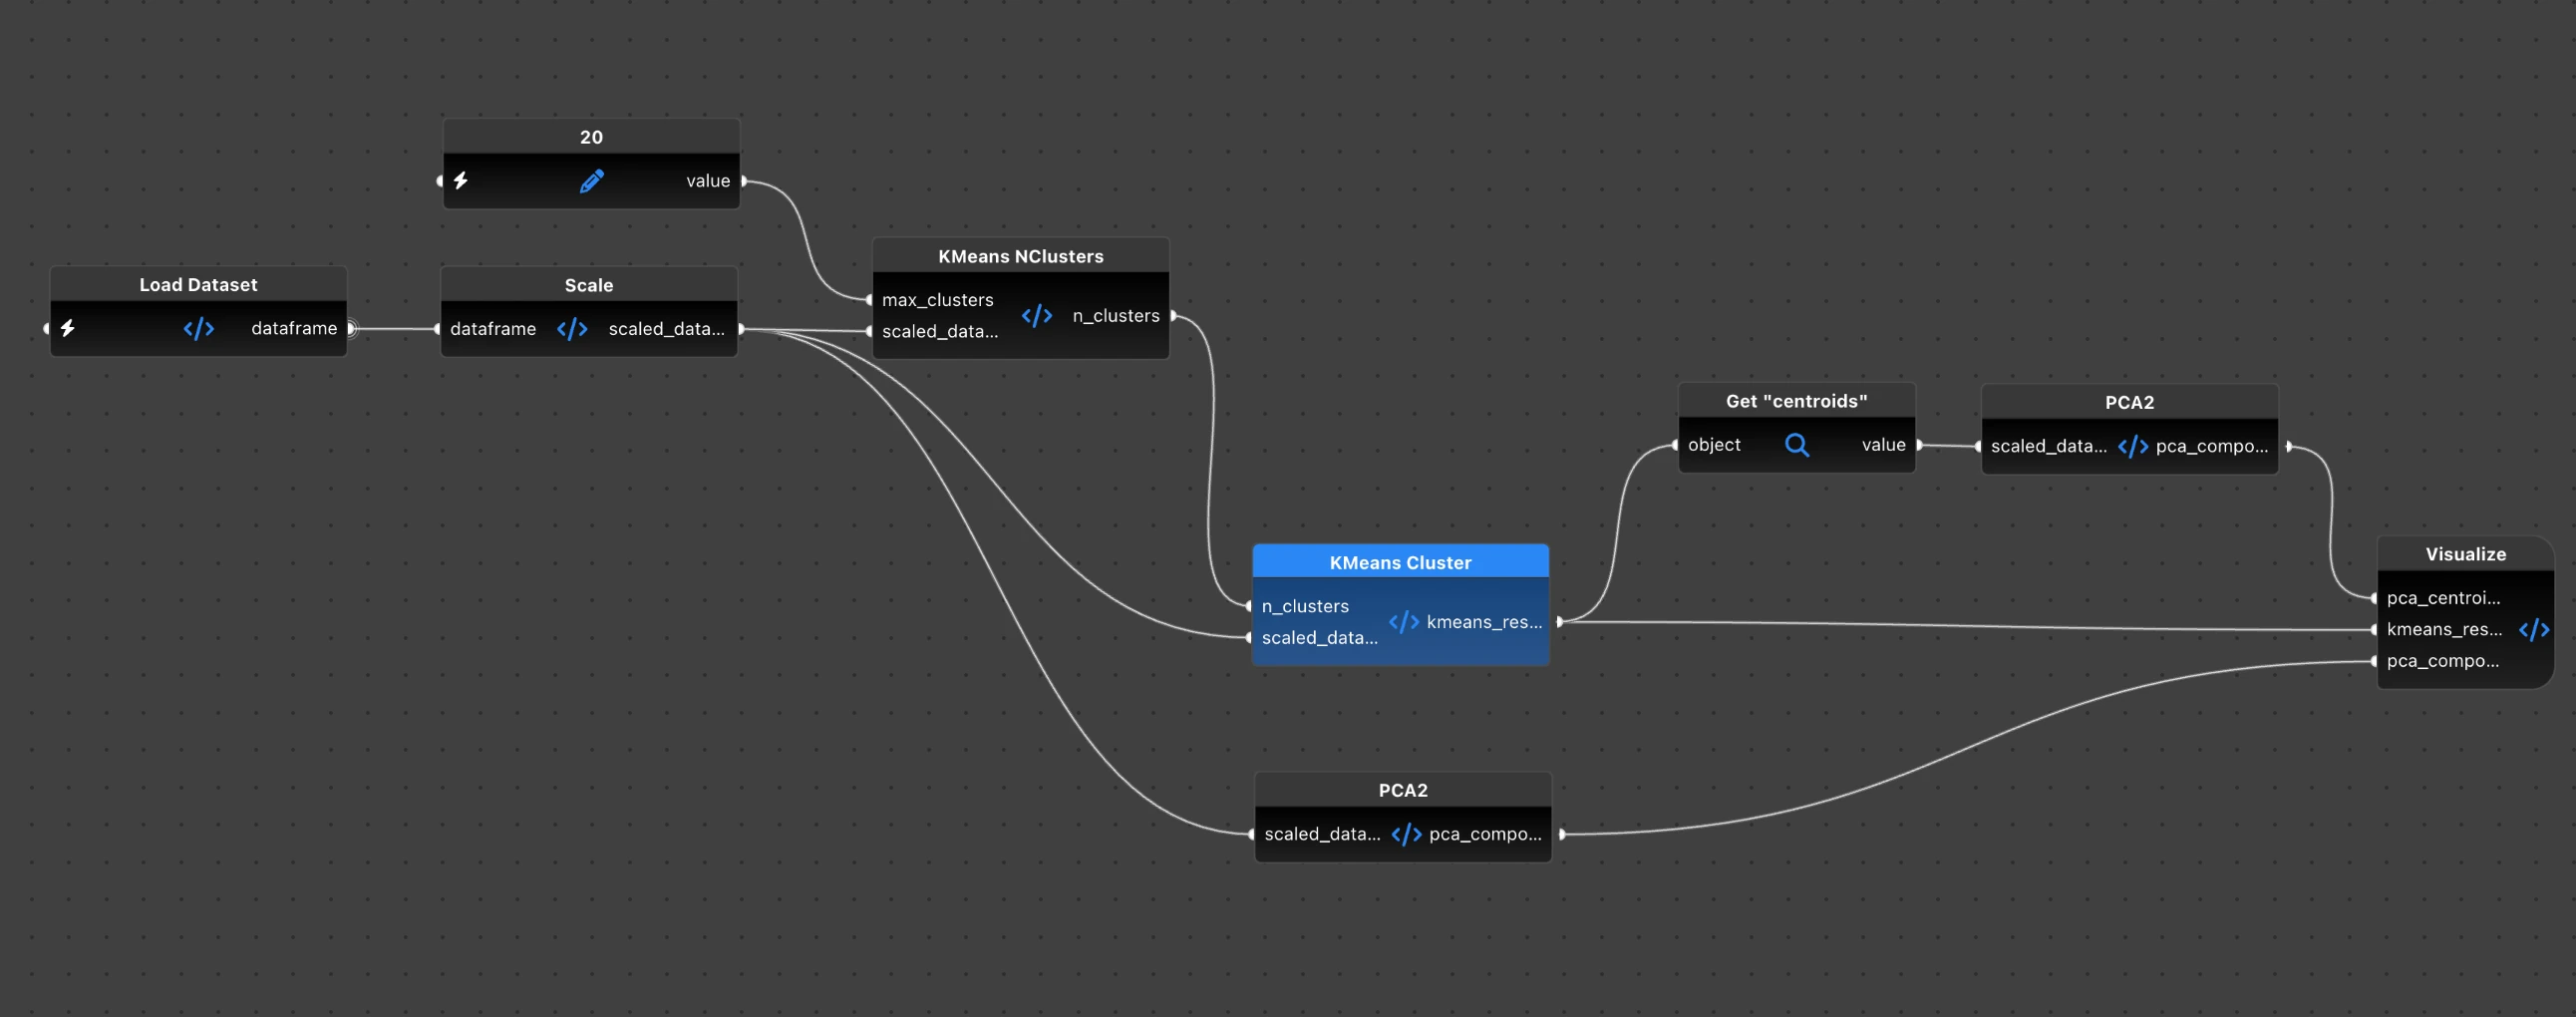 20
value
Load Dataset
dataframe
Scale
dataframe
scaled_data...
KMeans NClusters
max_clusters
scaled_data...
n_clusters
Get "centroids"
object
value
PCA2
scaled_data...
pca_compo...
KMeans Cluster
n_clusters
scaled_data...
kmeans_res...
Visualize
pca_centroi...
kmeans_res...
pca_compo...
PCA2
scaled_data...
pca_compo...